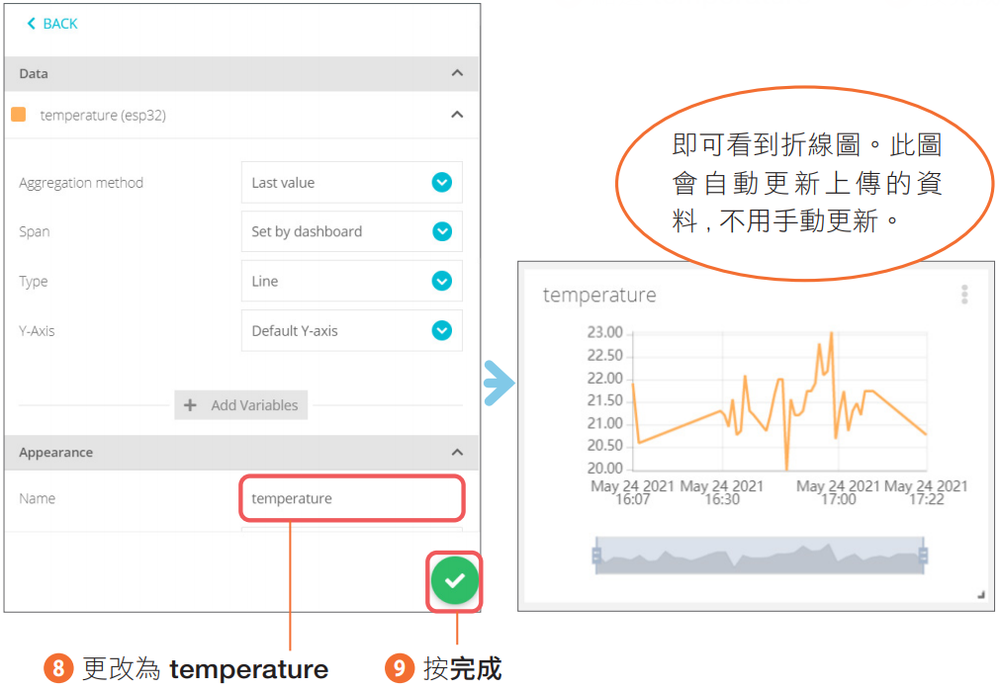 BACK
Data
temperature (esp32)
Aggregation method
Last value
Span
Set by dashboard
Type
Line
Y-Axis
Default Y-axis
+ Add Variables
Appearance
Name
temperature
8 更改為 temperature
9 按完成
即可看到折線圖。此圖
會自動更新上傳的資
料,不用手動更新。
temperature
23.00
22.50
22.00
21.50
21.00
20.50
20.00
May 24 2021
16:07
May 24 2021
16:30
May 24 2021
17:00
May 24 2021
17:22